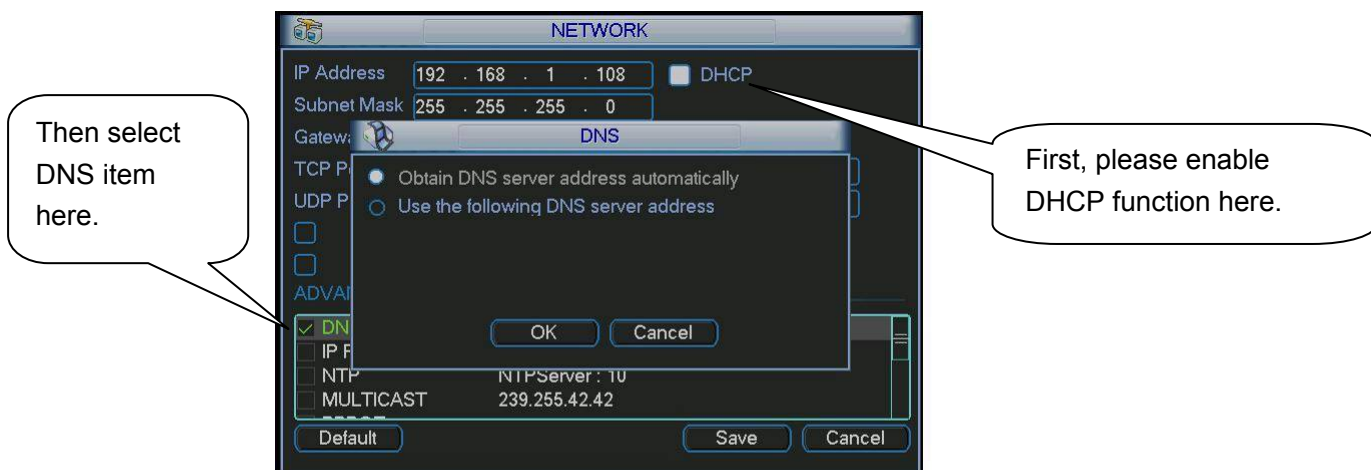 NETWORK
IP Address 192 . 168 . 1 . 108 DHCP
Subnet Mask 255 . 255 . 255 . 0
DNS
Obtain DNS server address automatically
Use the following DNS server address
OK Cancel
NTP NTPServer : 10
MULTICAST 239.255.42.42
Default Save Cancel
Then select
DNS item
here.
First, please enable
DHCP function here.